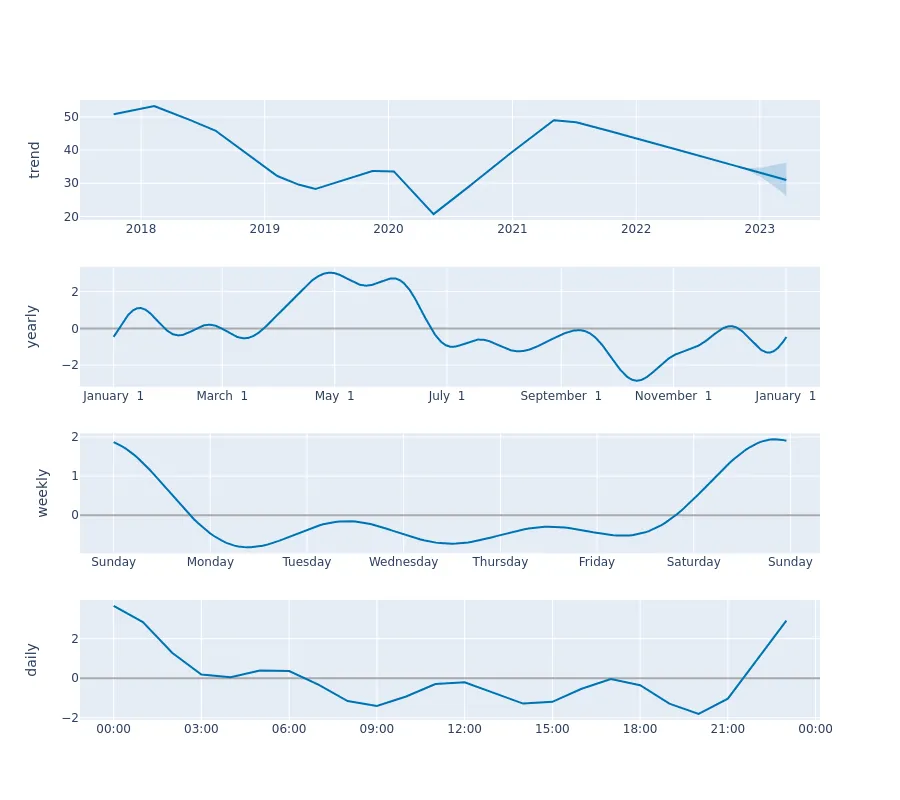 trend
50
40
30
20
2018 2019 2020 2021 2022 2023
yearly
2
0
−2
January 1 March 1 May 1 July 1 September 1 November 1 January 1
weekly
2
1
0
Sunday Monday Tuesday Wednesday Thursday Friday Saturday Sunday
daily
2
0
−2
00:00 03:00 06:00 09:00 12:00 15:00 18:00 21:00 00:00